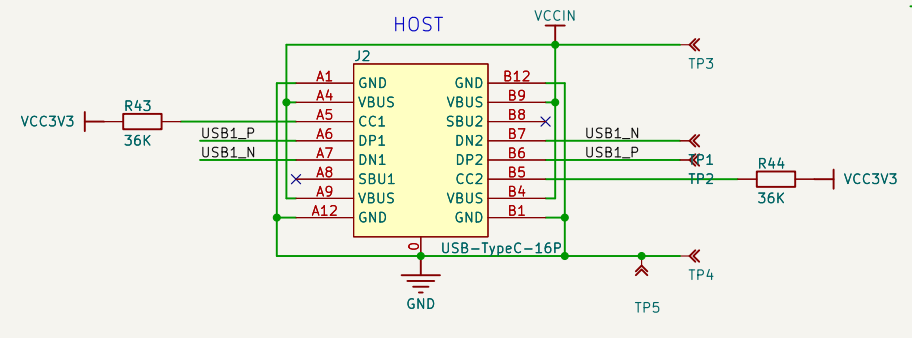 HOST
VCCIN
J2
TP3
A1 GND GND B12
A4 VBUS VBUS B9
R43
VCC3V3 A5 CC1 SBU2 B8
36K
USB1_P A6 DP1 DN2 B7 USB1_N
USB1_N A7 DN1 DP2 B6 USB1_P TP1
R44
A8 SBU1 CC2 B5 TP2 VCC3V3
36K
A9 VBUS VBUS B4
A12 GND GND B1
0 USB-TypeC-16P
TP4
GND
TP5